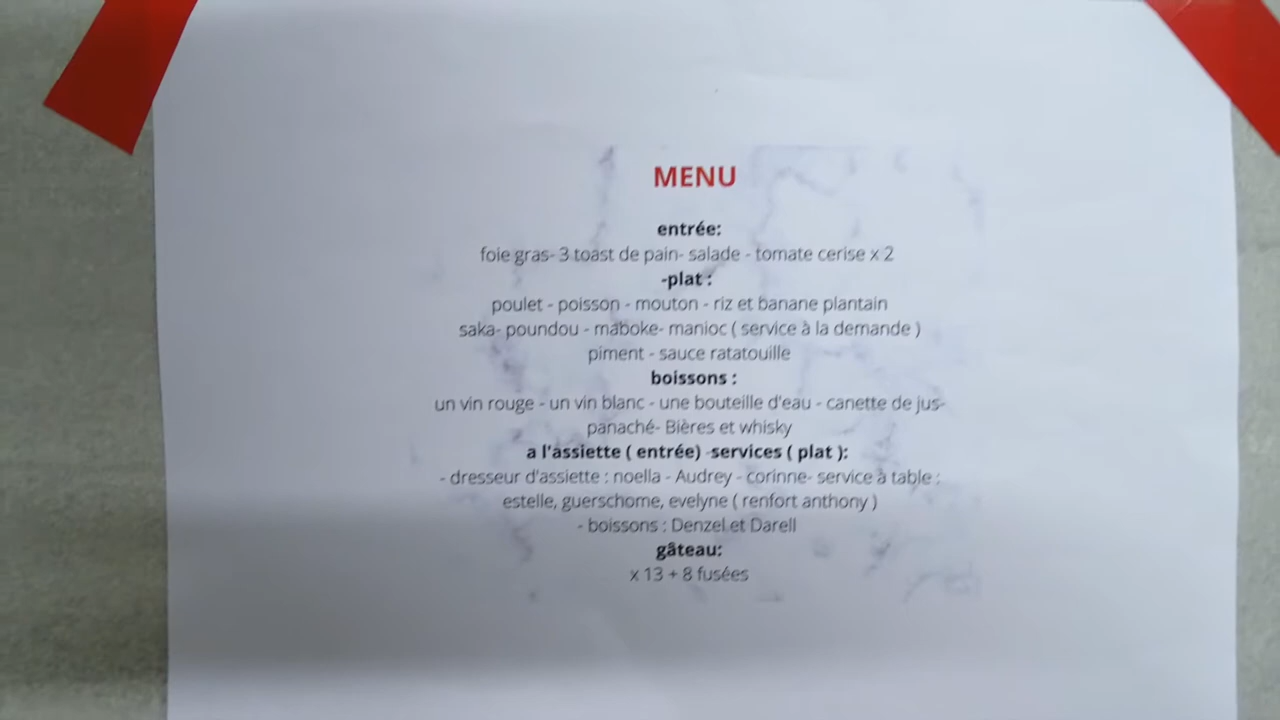 MENU
entrée:
foie gras- 3 toast de pain- salade - tomate cerise x 2
-plat :
poulet - poisson - mouton - riz et banane plantain
saka- poundou - maboke- manioc ( service à la demande )
piment - sauce ratatouille
boissons :
un vin rouge - un vin blanc - une bouteille d'eau - canette de jus-
panaché- Bières et whisky
a l'assiette ( entrée) -services ( plat ):
- dresseur d'assiette : noella - Audrey - corinne- service à table :
estelle, guerschome, evelyne ( renfort anthony )
- boissons : Denzel et Darell
gâteau:
x 13 + 8 fusées